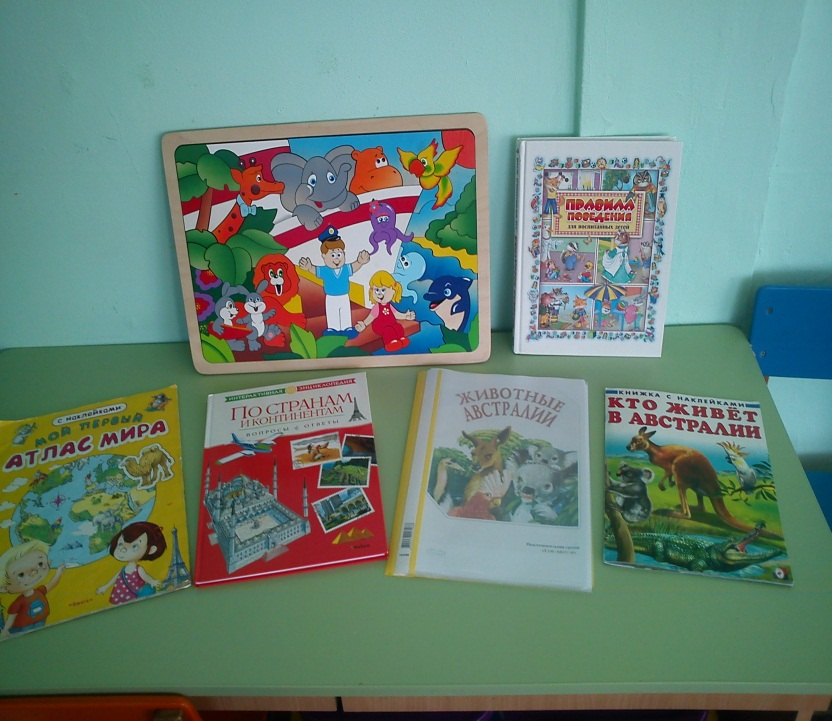 ПРАВИЛА
ПОВЕДЕНИЯ
ДЛЯ ВОСПИТАННЫХ ДЕТЕЙ
С НАКЛЕЙКАМИ
МОЙ ПЕРВЫЙ
АТЛАС МИРА
ИНТЕРАКТИВНАЯ ЭНЦИКЛОПЕДИЯ
ПО СТРАНАМ
И КОНТИНЕНТАМ
ВОПРОСЫ И ОТВЕТЫ
ЖИВОТНЫЕ
АВСТРАЛИИ
КНИЖКА С НАКЛЕЙКАМИ
КТО ЖИВЁТ
В АВСТРАЛИИ